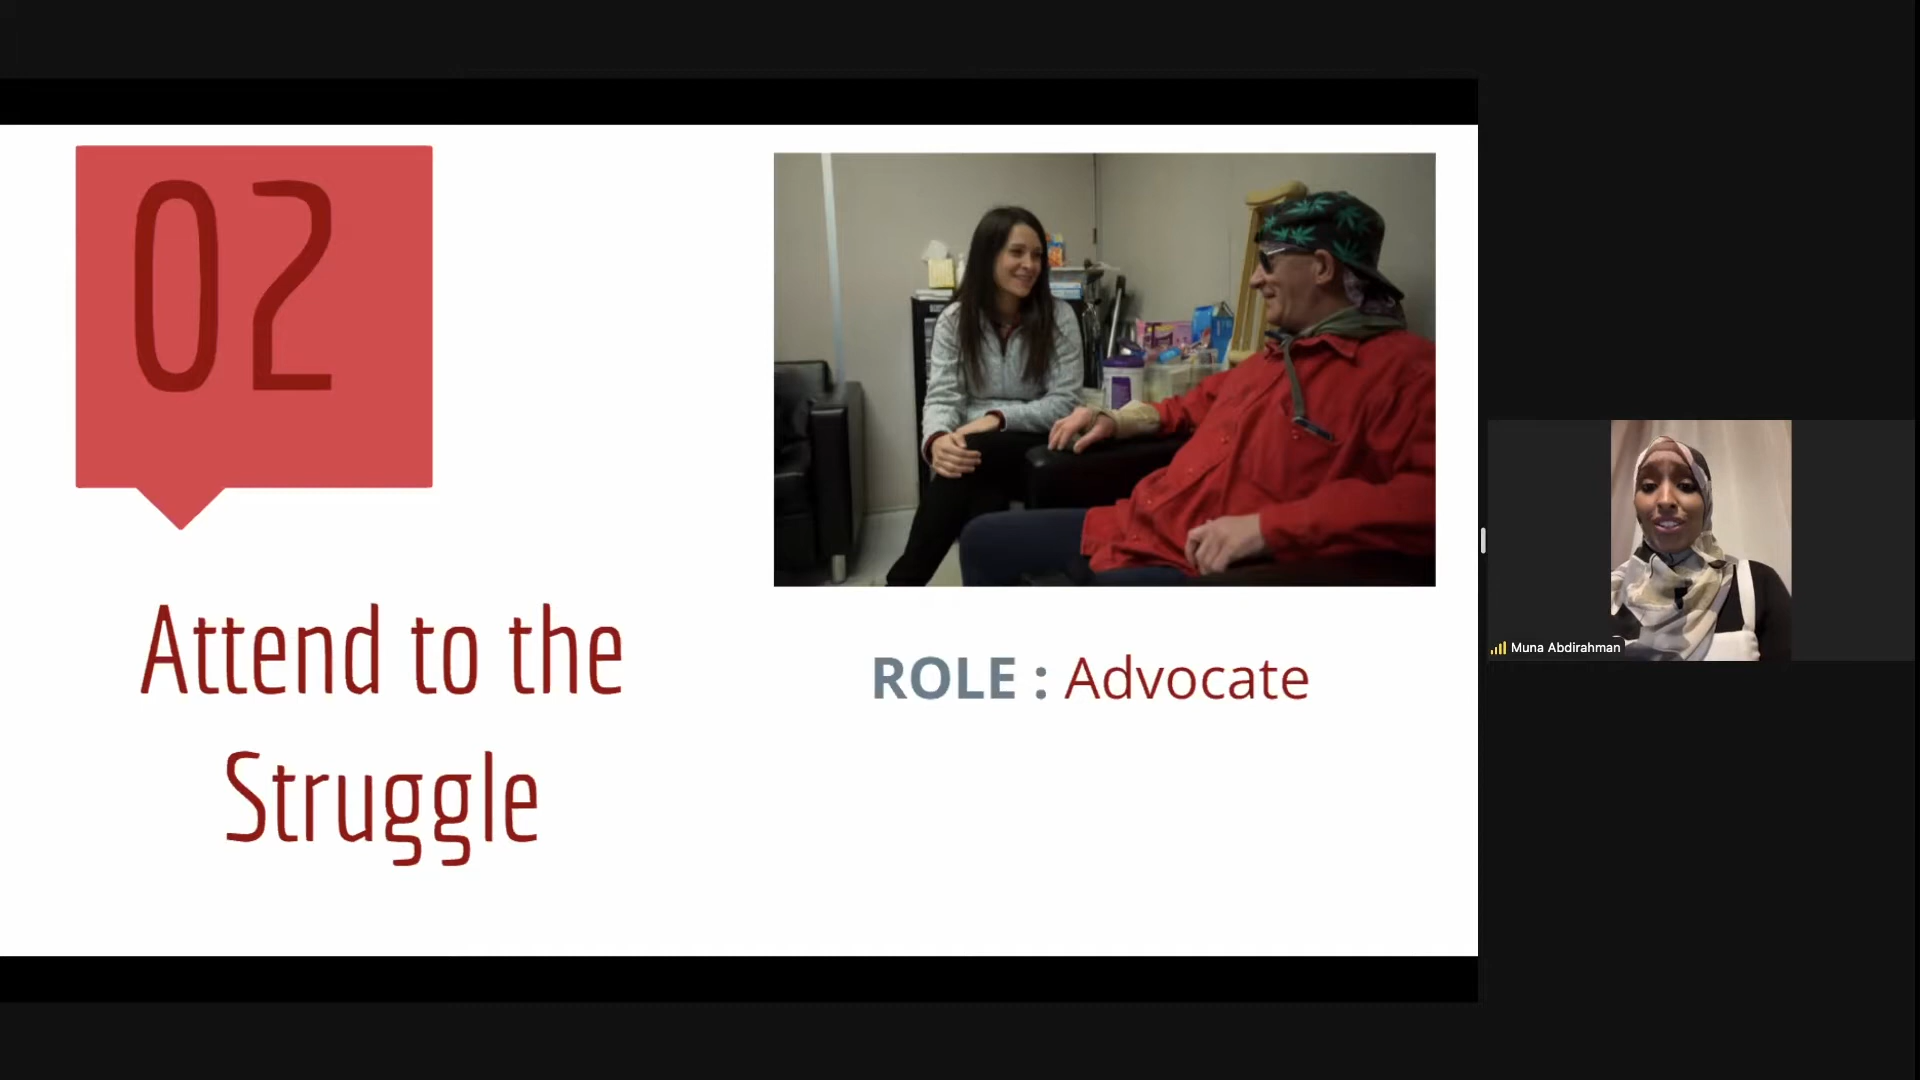 02
Attend to the
Struggle
ROLE : Advocate
Muna Abdirahman